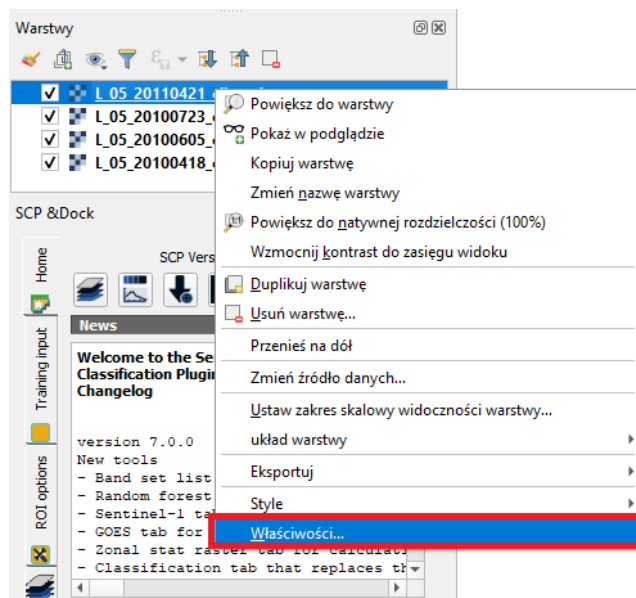 Warstwy
L_05_20110421
L_05_20100723_
L_05_20100605_
L_05_20100418_
Powiększ do warstwy
Pokaż w podglądzie
Kopiuj warstwę
Zmień nazwę warstwy
Powiększ do natywnej rozdzielczości (100%)
Wzmocnij kontrast do zasięgu widoku
Duplikuj warstwę
Usuń warstwę...
Przenieś na dół
Zmień źródło danych...
Ustaw zakres skalowy widoczności warstwy...
układ warstwy
Eksportuj
Style
Właściwości...
SCP &Dock
Home
Training input
ROI options
SCP Vers
News
Welcome to the Se
Classification Plugi
Changelog
version 7.0.0
New tools
- Band set list
- Random forest
- Sentinel-1 ta
- GOES tab for
- Zonal stat raster tab for calculati
- Classification tab that replaces th